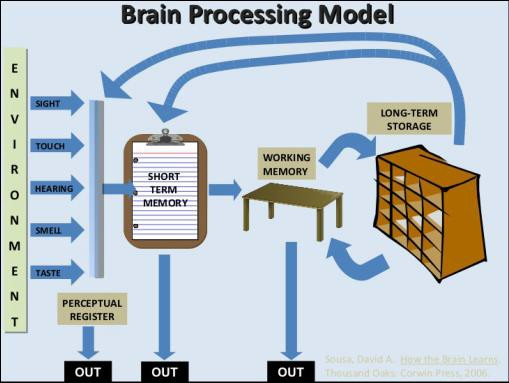 Brain Processing Model
ENVIRONMENT
SIGHT
TOUCH
HEARING
SMELL
TASTE
PERCEPTUAL
REGISTER
SHORT
TERM
MEMORY
WORKING
MEMORY
LONG-TERM
STORAGE
OUT
OUT
OUT
Sousa, David A. How the Brain Learns.
Thousand Oaks: Corwin Press, 2006.